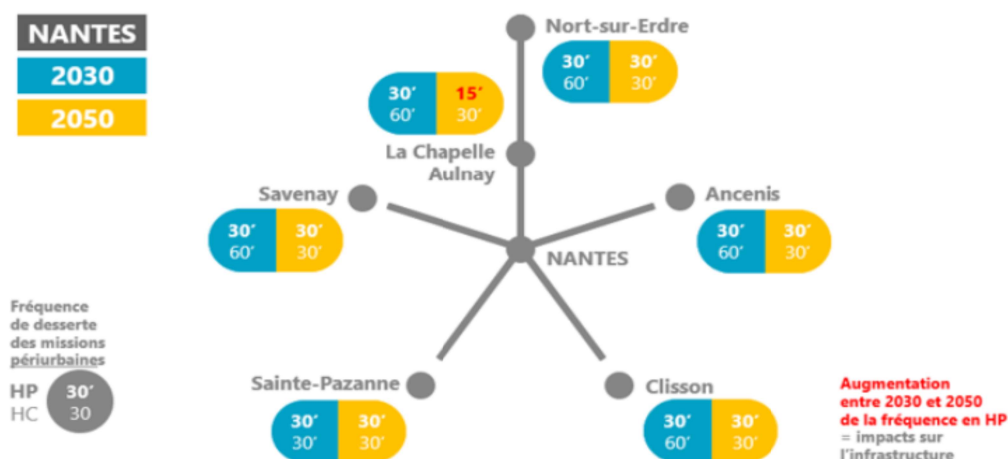 NANTES
2030
2050
Nort-sur-Erdre
30’ 30’
60’ 30’
30’ 15’
60’ 30’
La Chapelle
Aulnay
Savenay
30’ 30’
60’ 30’
Ancenis
30’ 30’
60’ 30’
NANTES
Fréquence
de desserte
des missions
périurbaines
HP 30’
HC 30
Sainte-Pazanne
30’ 30’
30’ 30’
Clisson
30’ 30’
60’ 30’
Augmentation
entre 2030 et 2050
de la fréquence en HP
= impacts sur
l’infrastructure